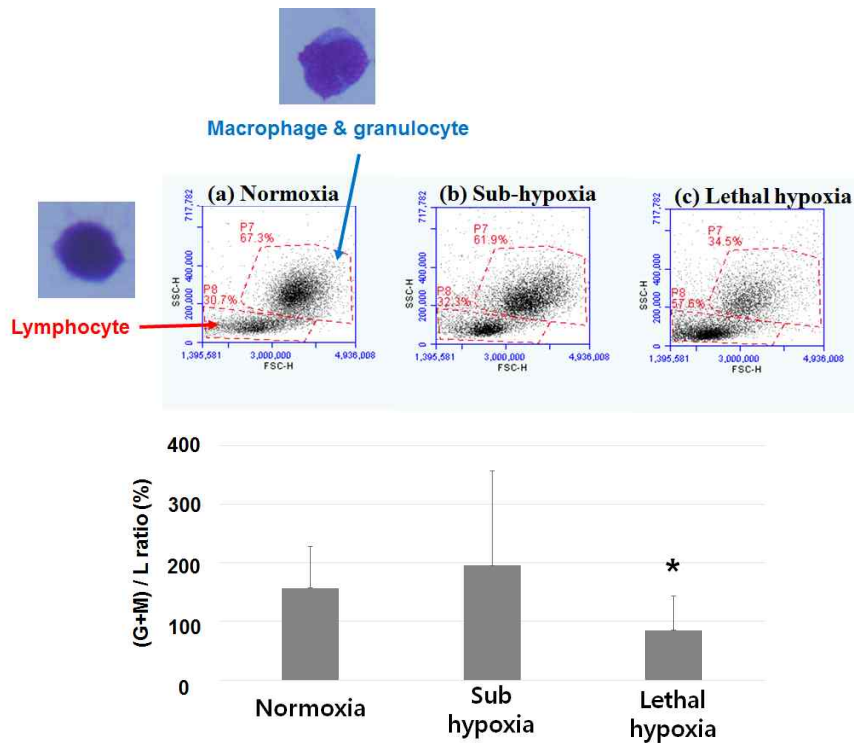 Macrophage & granulocyte
Lymphocyte
(a) Normoxia
717,782
400,000
200,000
0
SSC-H
P7
67.3%
P8
30.7%
1,395,581
3,000,000
4,936,008
FSC-H
(b) Sub-hypoxia
717,782
400,000
200,000
0
SSC-H
P7
61.9%
P8
32.3%
1,395,581
3,000,000
4,936,008
FSC-H
(c) Lethal hypoxia
717,782
400,000
200,000
0
SSC-H
P7
34.5%
P8
57.6%
1,395,581
3,000,000
4,936,008
FSC-H
(G+M) / L ratio (%)
400
300
200
100
0
*
Normoxia
Sub
hypoxia
Lethal
hypoxia